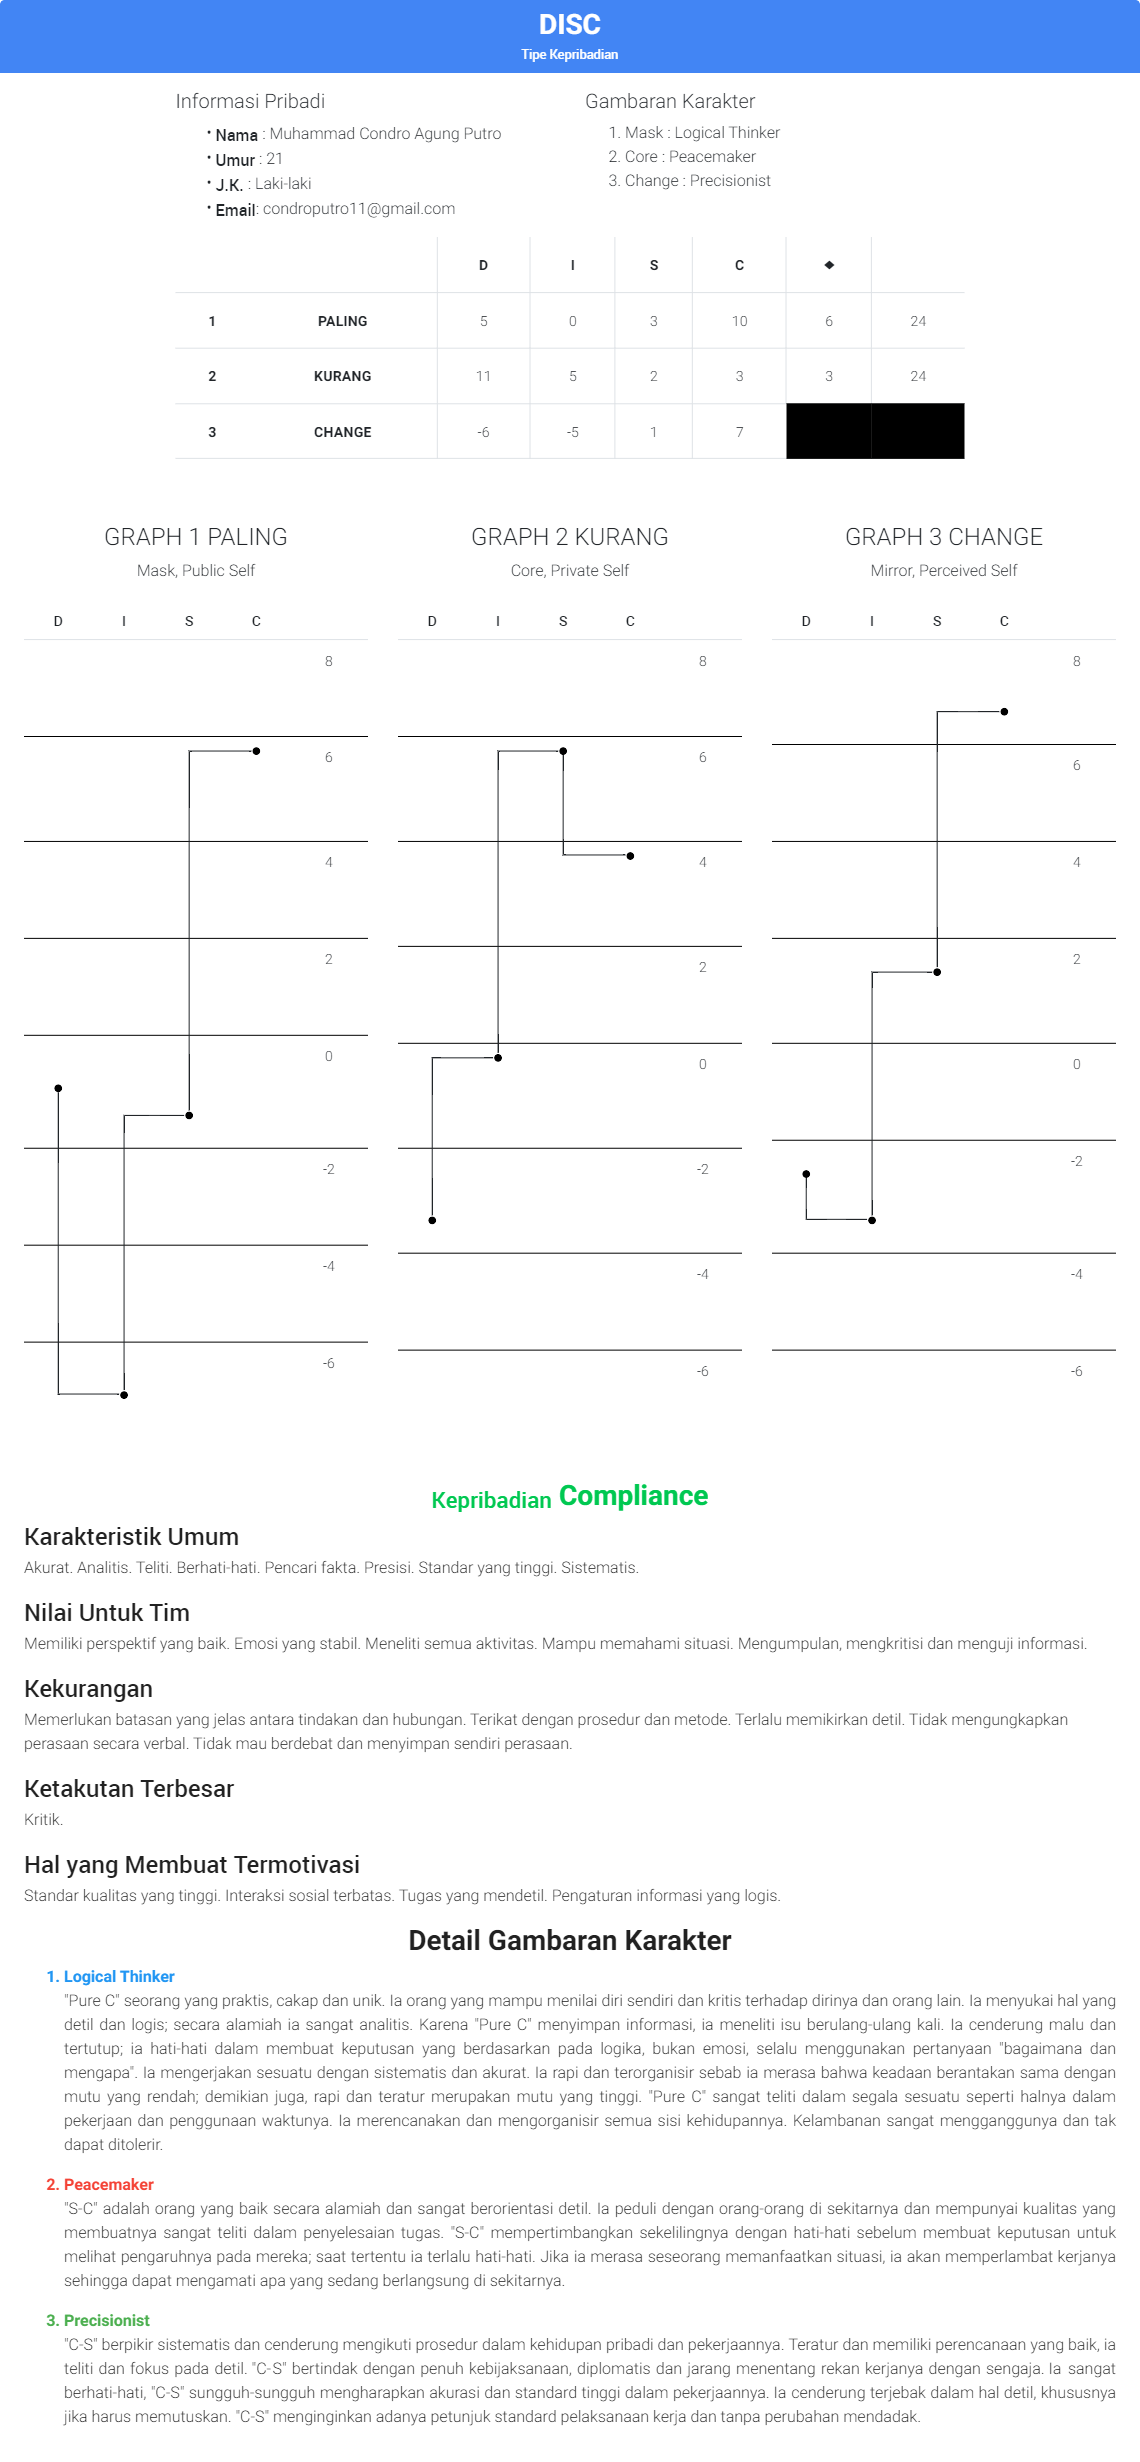 DISC
Tipe Kepribadian
Informasi Pribadi
• Nama : Muhammad Condro Agung Putro
• Umur : 21
• J.K. : Laki-laki
• Email: condroputro11@gmail.com
Gambaran Karakter
1. Mask : Logical Thinker
2. Core : Peacemaker
3. Change : Precisionist
D I S C ◆
1 PALING 5 0 3 10 6 24
2 KURANG 11 5 2 3 3 24
3 CHANGE -6 -5 1 7
GRAPH 1 PALING
Mask, Public Self
D I S C
8
6
4
2
0
-2
-4
-6
GRAPH 2 KURANG
Core, Private Self
D I S C
8
6
4
2
0
-2
-4
-6
GRAPH 3 CHANGE
Mirror, Perceived Self
D I S C
8
6
4
2
0
-2
-4
-6
Kepribadian Compliance
Karakteristik Umum
Akurat. Analitis. Teliti. Berhati-hati. Pencari fakta. Presisi. Standar yang tinggi. Sistematis.
Nilai Untuk Tim
Memiliki perspektif yang baik. Emosi yang stabil. Meneliti semua aktivitas. Mampu memahami situasi. Mengumpulan, mengkritisi dan menguji informasi.
Kekurangan
Memerlukan batasan yang jelas antara tindakan dan hubungan. Terikat dengan prosedur dan metode. Terlalu memikirkan detil. Tidak mengungkapkan
perasaan secara verbal. Tidak mau berdebat dan menyimpan sendiri perasaan.
Ketakutan Terbesar
Kritik.
Hal yang Membuat Termotivasi
Standar kualitas yang tinggi. Interaksi sosial terbatas. Tugas yang mendetil. Pengaturan informasi yang logis.
Detail Gambaran Karakter
1. Logical Thinker
"Pure C" seorang yang praktis, cakap dan unik. Ia orang yang mampu menilai diri sendiri dan kritis terhadap dirinya dan orang lain. Ia menyukai hal yang
detil dan logis; secara alamiah ia sangat analitis. Karena "Pure C" menyimpan informasi, ia meneliti isu berulang-ulang kali. Ia cenderung malu dan
tertutup; ia hati-hati dalam membuat keputusan yang berdasarkan pada logika, bukan emosi, selalu menggunakan pertanyaan "bagaimana dan
mengapa". Ia mengerjakan sesuatu dengan sistematis dan akurat. Ia rapi dan terorganisir sebab ia merasa bahwa keadaan berantakan sama dengan
mutu yang rendah; demikian juga, rapi dan teratur merupakan mutu yang tinggi. "Pure C" sangat teliti dalam segala sesuatu seperti halnya dalam
pekerjaan dan penggunaan waktunya. Ia merencanakan dan mengorganisir semua sisi kehidupannya. Kelambanan sangat mengganggunya dan tak
dapat ditolerir.
2. Peacemaker
"S-C" adalah orang yang baik secara alamiah dan sangat berorientasi detil. Ia peduli dengan orang-orang di sekitarnya dan mempunyai kualitas yang
membuatnya sangat teliti dalam penyelesaian tugas. "S-C" mempertimbangkan sekelilingnya dengan hati-hati sebelum membuat keputusan untuk
melihat pengaruhnya pada mereka; saat tertentu ia terlalu hati-hati. Jika ia merasa seseorang memanfaatkan situasi, ia akan memperlambat kerjanya
sehingga dapat mengamati apa yang sedang berlangsung di sekitarnya.
3. Precisionist
"C-S" berpikir sistematis dan cenderung mengikuti prosedur dalam kehidupan pribadi dan pekerjaannya. Teratur dan memiliki perencanaan yang baik, ia
teliti dan fokus pada detil. "C-S" bertindak dengan penuh kebijaksanaan, diplomatis dan jarang menentang rekan kerjanya dengan sengaja. Ia sangat
berhati-hati, "C-S" sungguh-sungguh mengharapkan akurasi dan standard tinggi dalam pekerjaannya. Ia cenderung terjebak dalam hal detil, khususnya
jika harus memutuskan. "C-S" menginginkan adanya petunjuk standard pelaksanaan kerja dan tanpa perubahan mendadak.